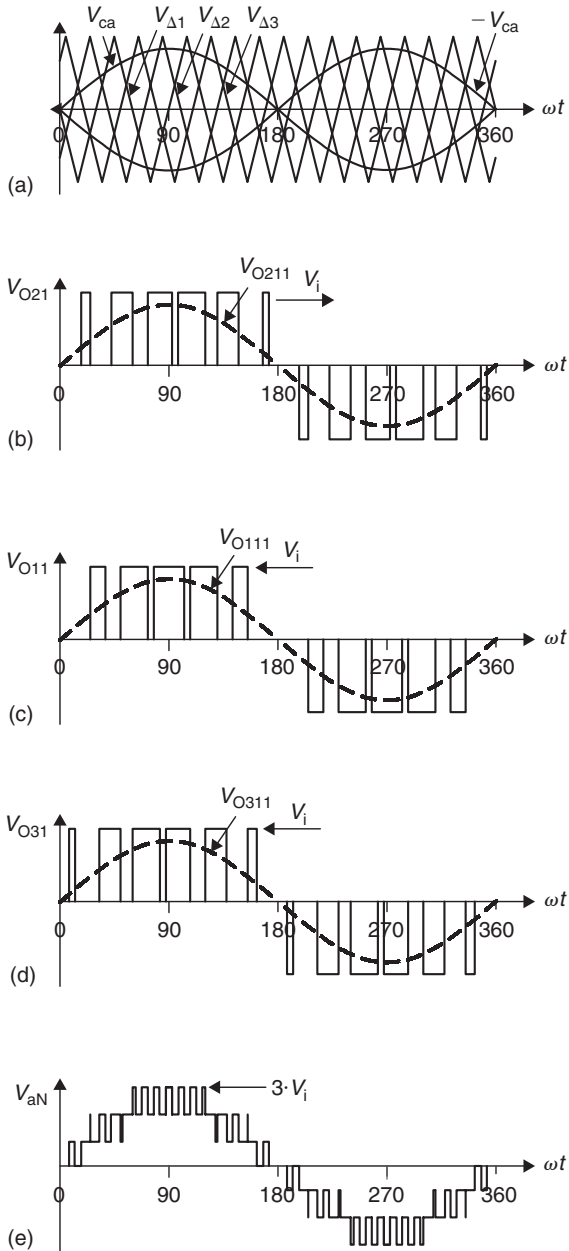 V_ca V_Δ1 V_Δ2 V_Δ3 −V_ca
ωt
0 90 180 270 360
(a)
V_O21 V_O211 V_i
ωt
0 90 180 270 360
(b)
V_O11 V_O111 V_i
ωt
0 90 180 270 360
(c)
V_O31 V_O311 V_i
ωt
0 90 180 270 360
(d)
V_aN 3·V_i
ωt
0 90 180 270 360
(e)